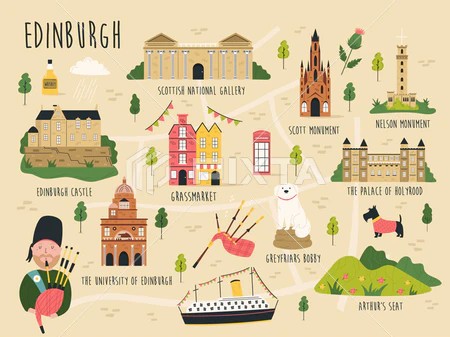 EDINBURGH
SCOTTISH NATIONAL GALLERY
SCOTT MONUMENT
NELSON MONUMENT
EDINBURGH CASTLE
GRASSMARKET
THE PALACE OF HOLYROOD
THE UNIVERSITY OF EDINBURGH
GREYFRIARS BOBBY
ARTHUR'S SEAT